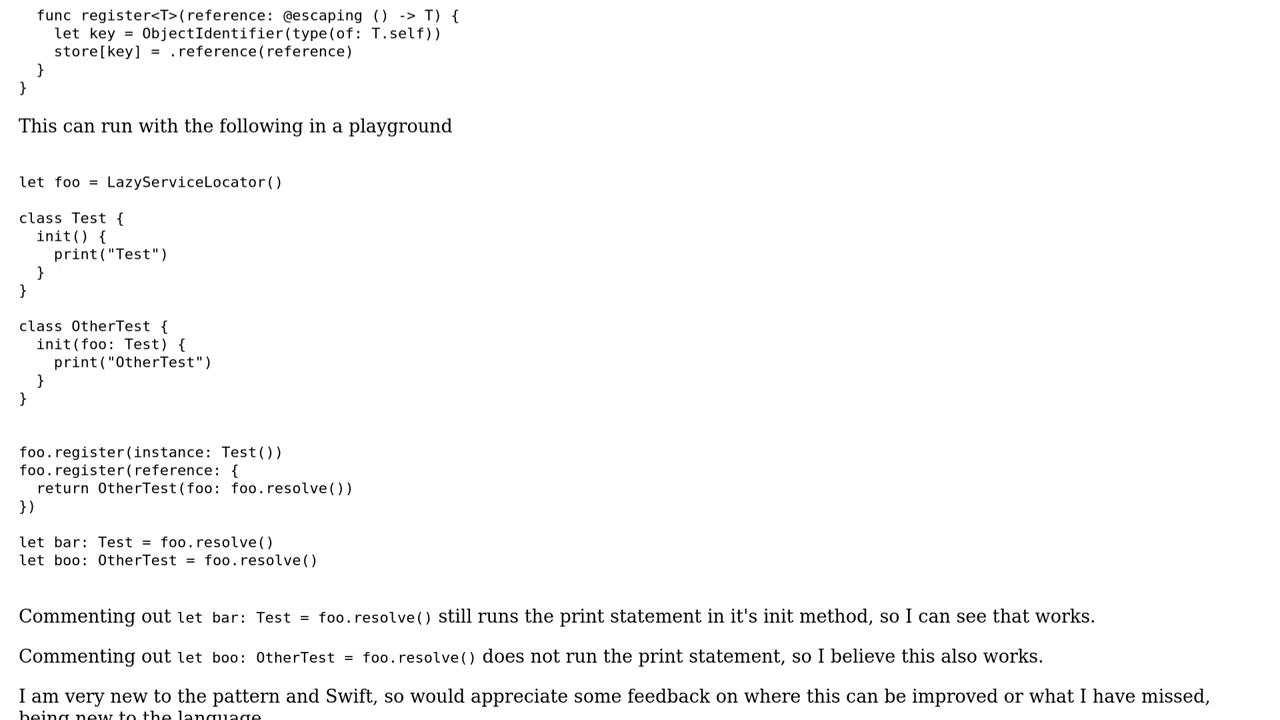 func register<T>(reference: @escaping () -> T) {
    let key = ObjectIdentifier(type(of: T.self))
    store[key] = .reference(reference)
  }
}
This can run with the following in a playground
let foo = LazyServiceLocator()
class Test {
  init() {
    print("Test")
  }
}
class OtherTest {
  init(foo: Test) {
    print("OtherTest")
  }
}
foo.register(instance: Test())
foo.register(reference: {
  return OtherTest(foo: foo.resolve())
})
let bar: Test = foo.resolve()
let boo: OtherTest = foo.resolve()
Commenting out let bar: Test = foo.resolve() still runs the print statement in it's init method, so I can see that works.
Commenting out let boo: OtherTest = foo.resolve() does not run the print statement, so I believe this also works.
I am very new to the pattern and Swift, so would appreciate some feedback on where this can be improved or what I have missed,
being new to the language